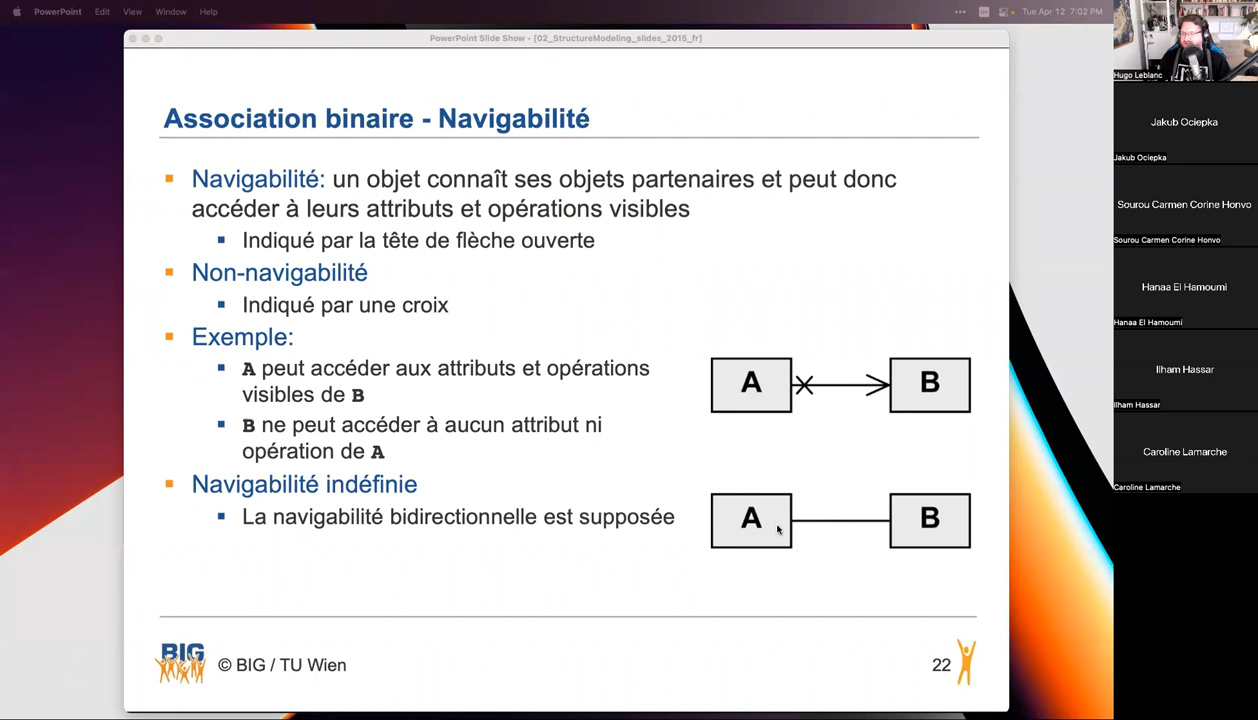 PowerPoint Edit View Window Help
Tue Apr 12 7:02 PM
PowerPoint Slide Show - [02_StructureModeling_slides_2015_fr]
Association binaire - Navigabilité
Navigabilité: un objet connaît ses objets partenaires et peut donc
accéder à leurs attributs et opérations visibles
Indiqué par la tête de flèche ouverte
Non-navigabilité
Indiqué par une croix
Exemple:
A peut accéder aux attributs et opérations
visibles de B
B ne peut accéder à aucun attribut ni
opération de A
A B
Navigabilité indéfinie
La navigabilité bidirectionnelle est supposée
A B
BIG
© BIG / TU Wien
22
Hugo Leblanc
Jakub Ociepka
Jakub Ociepka
Sourou Carmen Corine Honvo
Sourou Carmen Corine Honvo
Hanaa El Hamoumi
Hanaa El Hamoumi
Ilham Hassar
Ilham Hassar
Caroline Lamarche
Caroline Lamarche